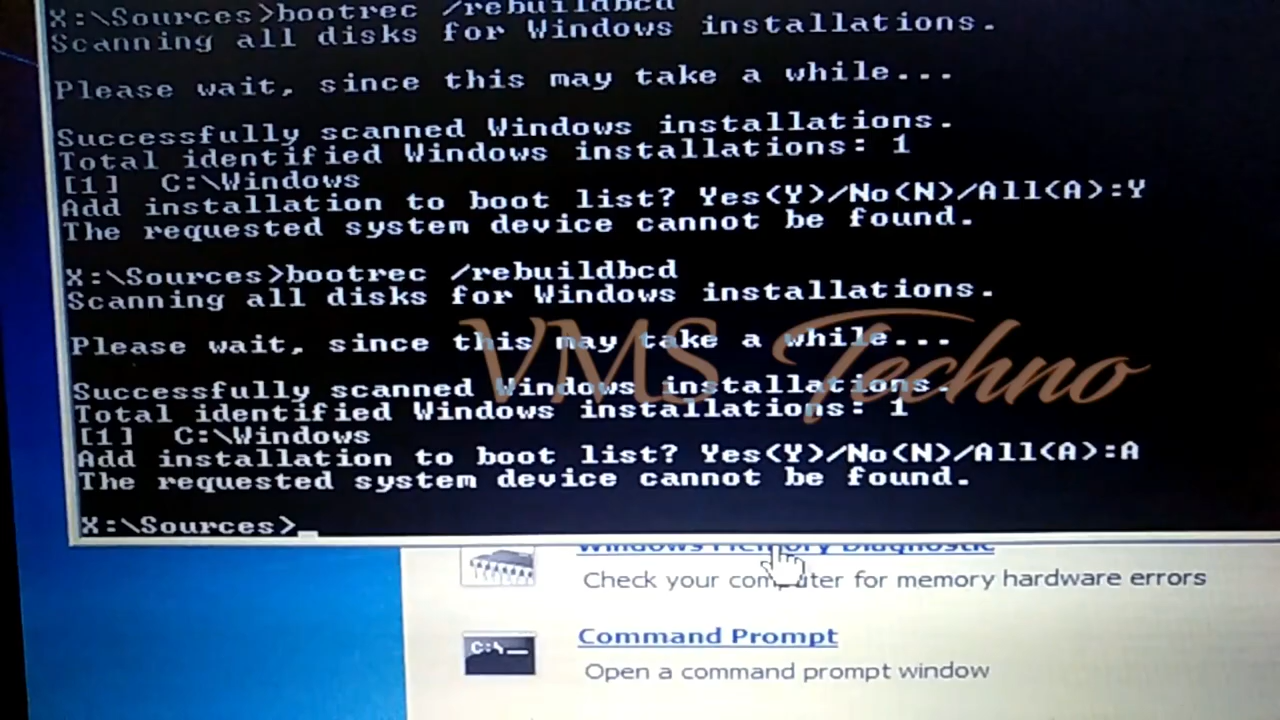 X:\Sources>bootrec /rebuildbcd
Scanning all disks for Windows installations.
Please wait, since this may take a while...
Successfully scanned Windows installations.
Total identified Windows installations: 1
[1] C:\Windows
Add installation to boot list? Yes(Y)/No(N)/All(A):Y
The requested system device cannot be found.
X:\Sources>bootrec /rebuildbcd
Scanning all disks for Windows installations.
Please wait, since this may take a while...
Successfully scanned Windows installations.
Total identified Windows installations: 1
[1] C:\Windows
Add installation to boot list? Yes(Y)/No(N)/All(A):A
The requested system device cannot be found.
X:\Sources>_
VMS Techno
Windows Memory Diagnostic
Check your computer for memory hardware errors
C:\_
Command Prompt
Open a command prompt window